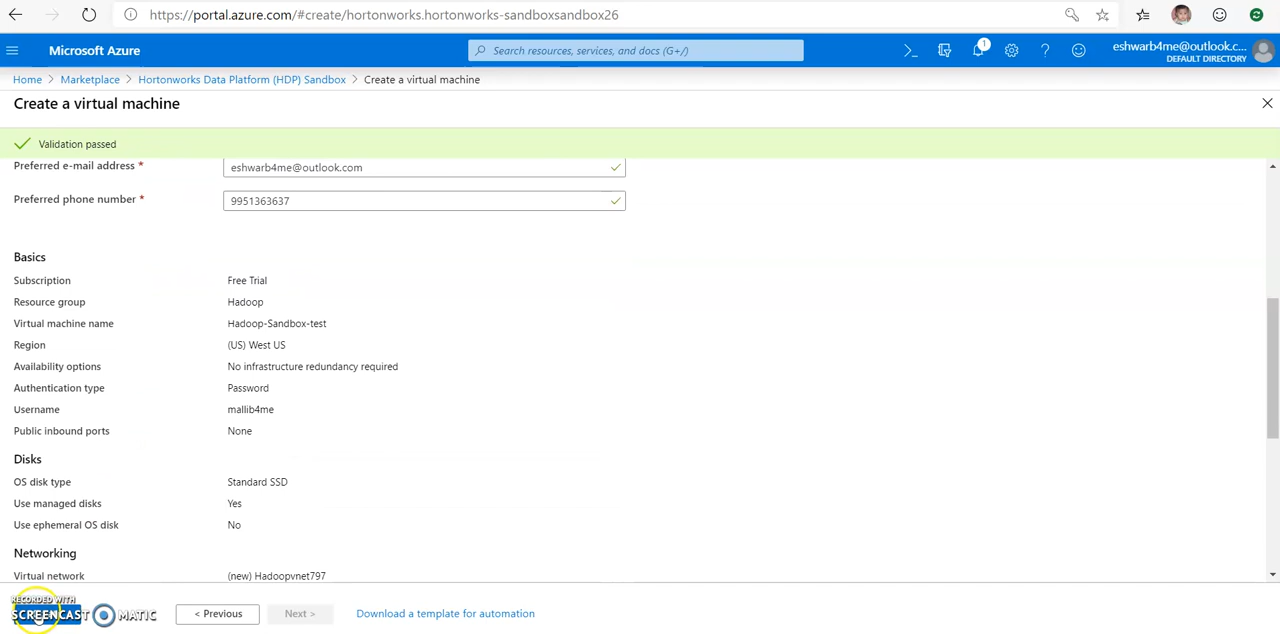 https://portal.azure.com/#create/hortonworks.hortonworks-sandboxsandbox26
Microsoft Azure
Search resources, services, and docs (G+/)
1
eshwarb4me@outlook.c...
DEFAULT DIRECTORY
Home > Marketplace > Hortonworks Data Platform (HDP) Sandbox > Create a virtual machine
Create a virtual machine
Validation passed
Preferred e-mail address * eshwarb4me@outlook.com
Preferred phone number * 9951363637
Basics
Subscription Free Trial
Resource group Hadoop
Virtual machine name Hadoop-Sandbox-test
Region (US) West US
Availability options No infrastructure redundancy required
Authentication type Password
Username mallib4me
Public inbound ports None
Disks
OS disk type Standard SSD
Use managed disks Yes
Use ephemeral OS disk No
Networking
Virtual network (new) Hadoopvnet797
RECORDED WITH
SCREENCAST MATIC
< Previous Next > Download a template for automation